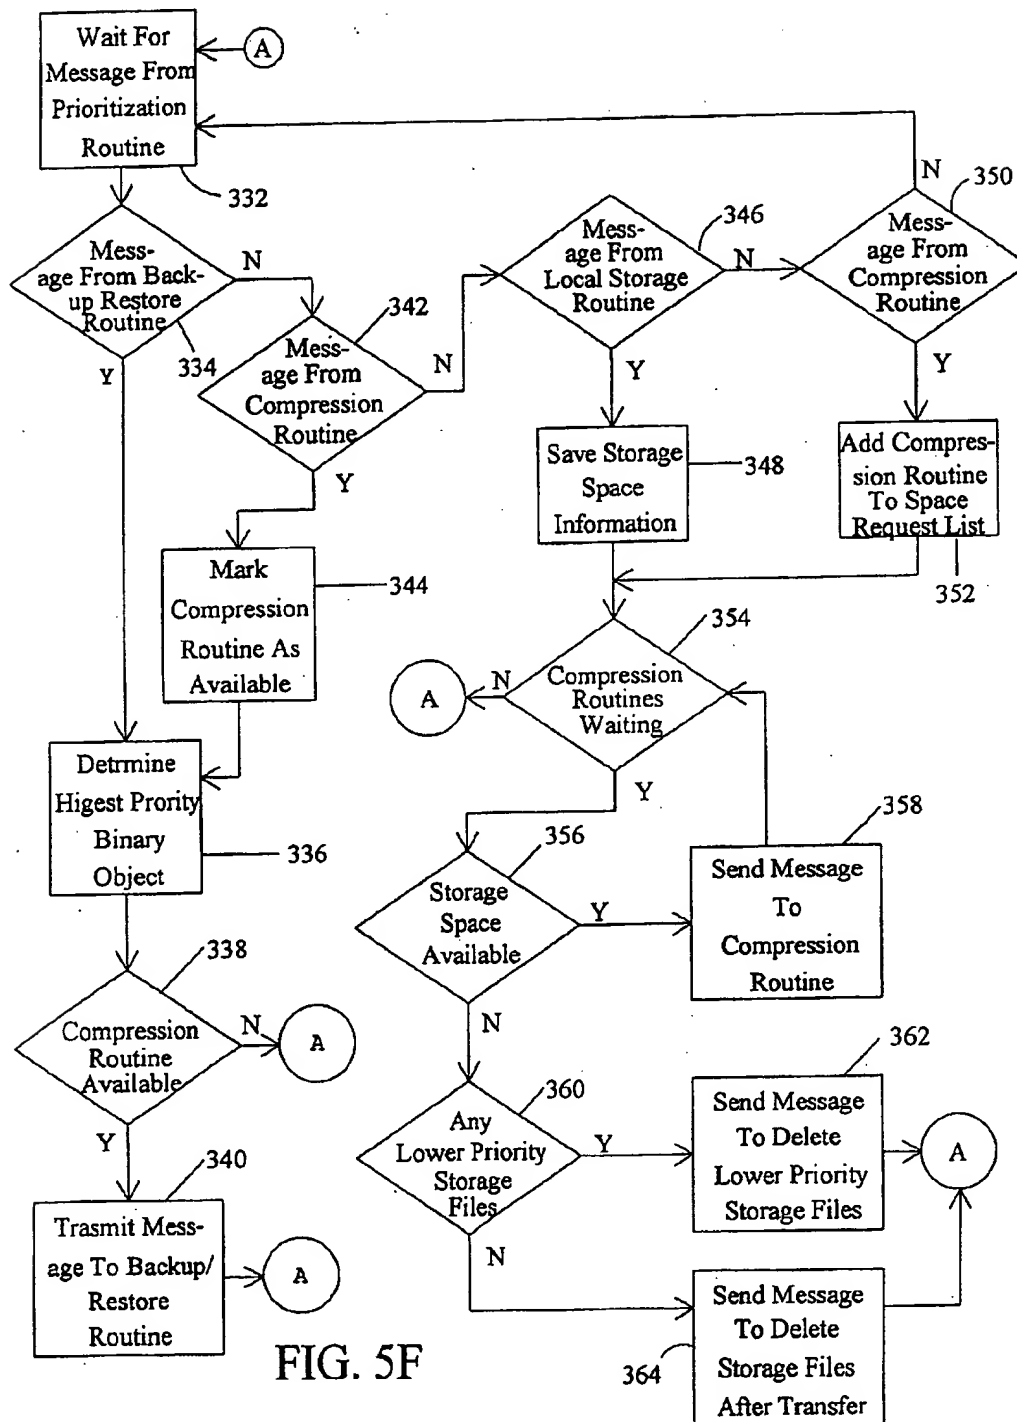 Wait For
Message From
Prioritization
Routine
A
332
Mess-
age From Back-
up Restore
Routine
334
N
Y
342
Mess-
age From
Compression
Routine
N
Y
346
Mess-
age From
Local Storage
Routine
N
Y
350
N
Mess-
age From
Compression
Routine
Y
Mark
Compression
Routine As
Available
344
Save Storage
Space
Information
348
Add Compres-
sion Routine
To Space
Request List
352
354
Compression
Routines
Waiting
N
A
Y
Detrmine
Higest Prority
Binary
Object
336
356
Storage
Space
Available
Y
N
358
Send Message
To
Compression
Routine
338
Compression
Routine
Available
N
A
Y
360
Any
Lower Priority
Storage
Files
Y
N
362
Send Message
To Delete
Lower Priority
Storage Files
A
340
Trasmit Mess-
age To Backup/
Restore
Routine
A
364
Send Message
To Delete
Storage Files
After Transfer
FIG. 5F